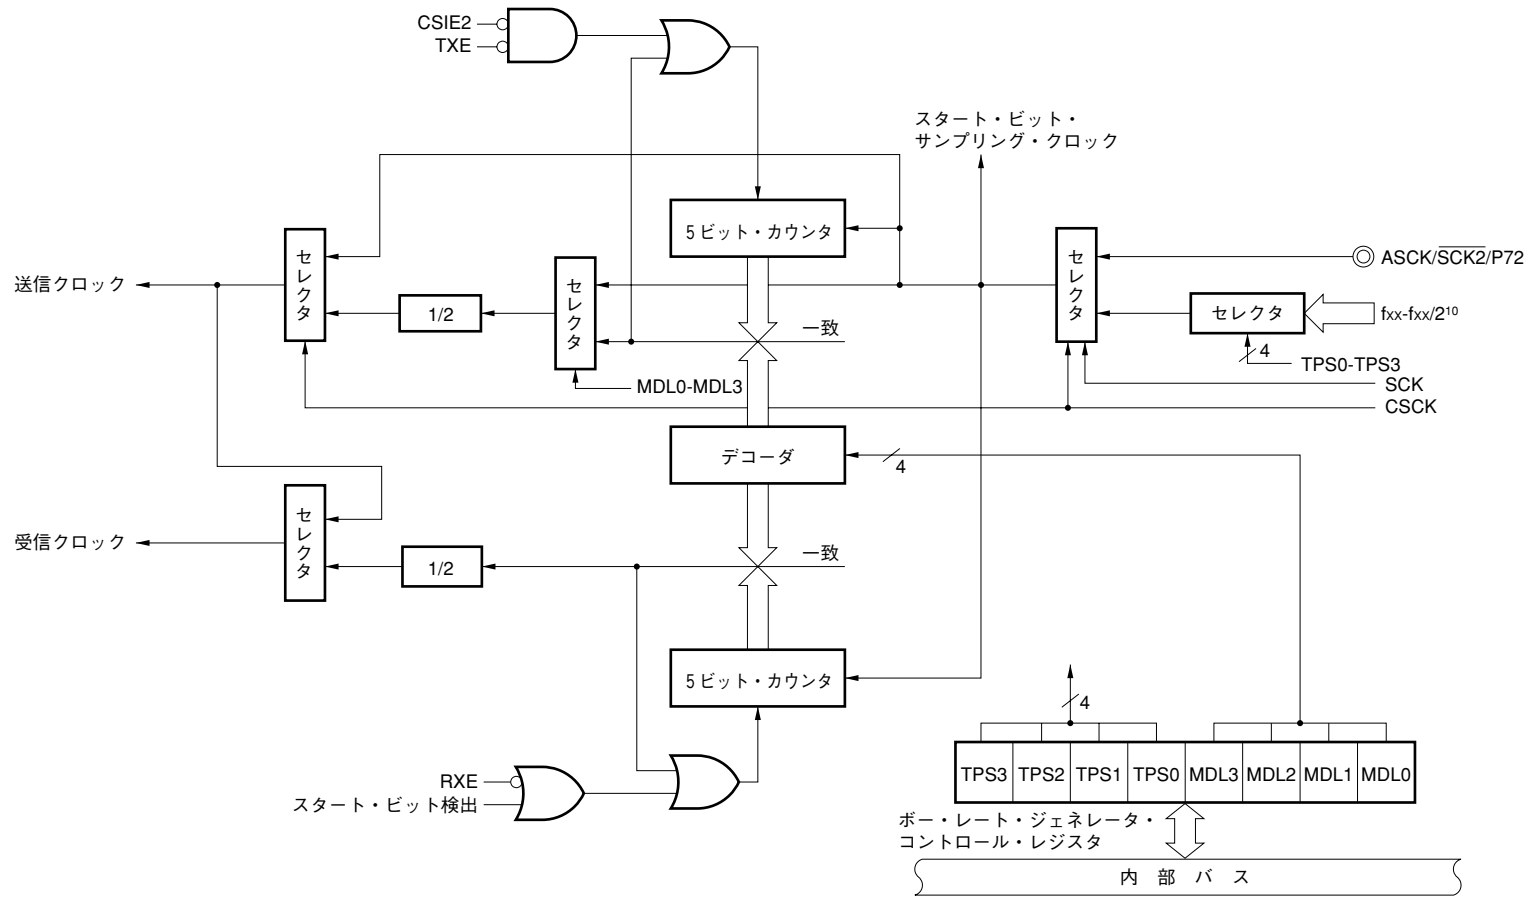 CSIE2
TXE
スタート・ビット・
サンプリング・クロック
5ビット・カウンタ
セレクタ
セレクタ
セレクタ
ASCK/SCK2/P72
送信クロック
1/2
セレクタ
fxx-fxx/2¹⁰
一致
4
TPS0-TPS3
MDL0-MDL3
SCK
CSCK
デコーダ
4
セレクタ
受信クロック
1/2
一致
5ビット・カウンタ
4
TPS3 TPS2 TPS1 TPS0 MDL3 MDL2 MDL1 MDL0
RXE
スタート・ビット検出
ボー・レート・ジェネレータ・
コントロール・レジスタ
内 部 バ ス